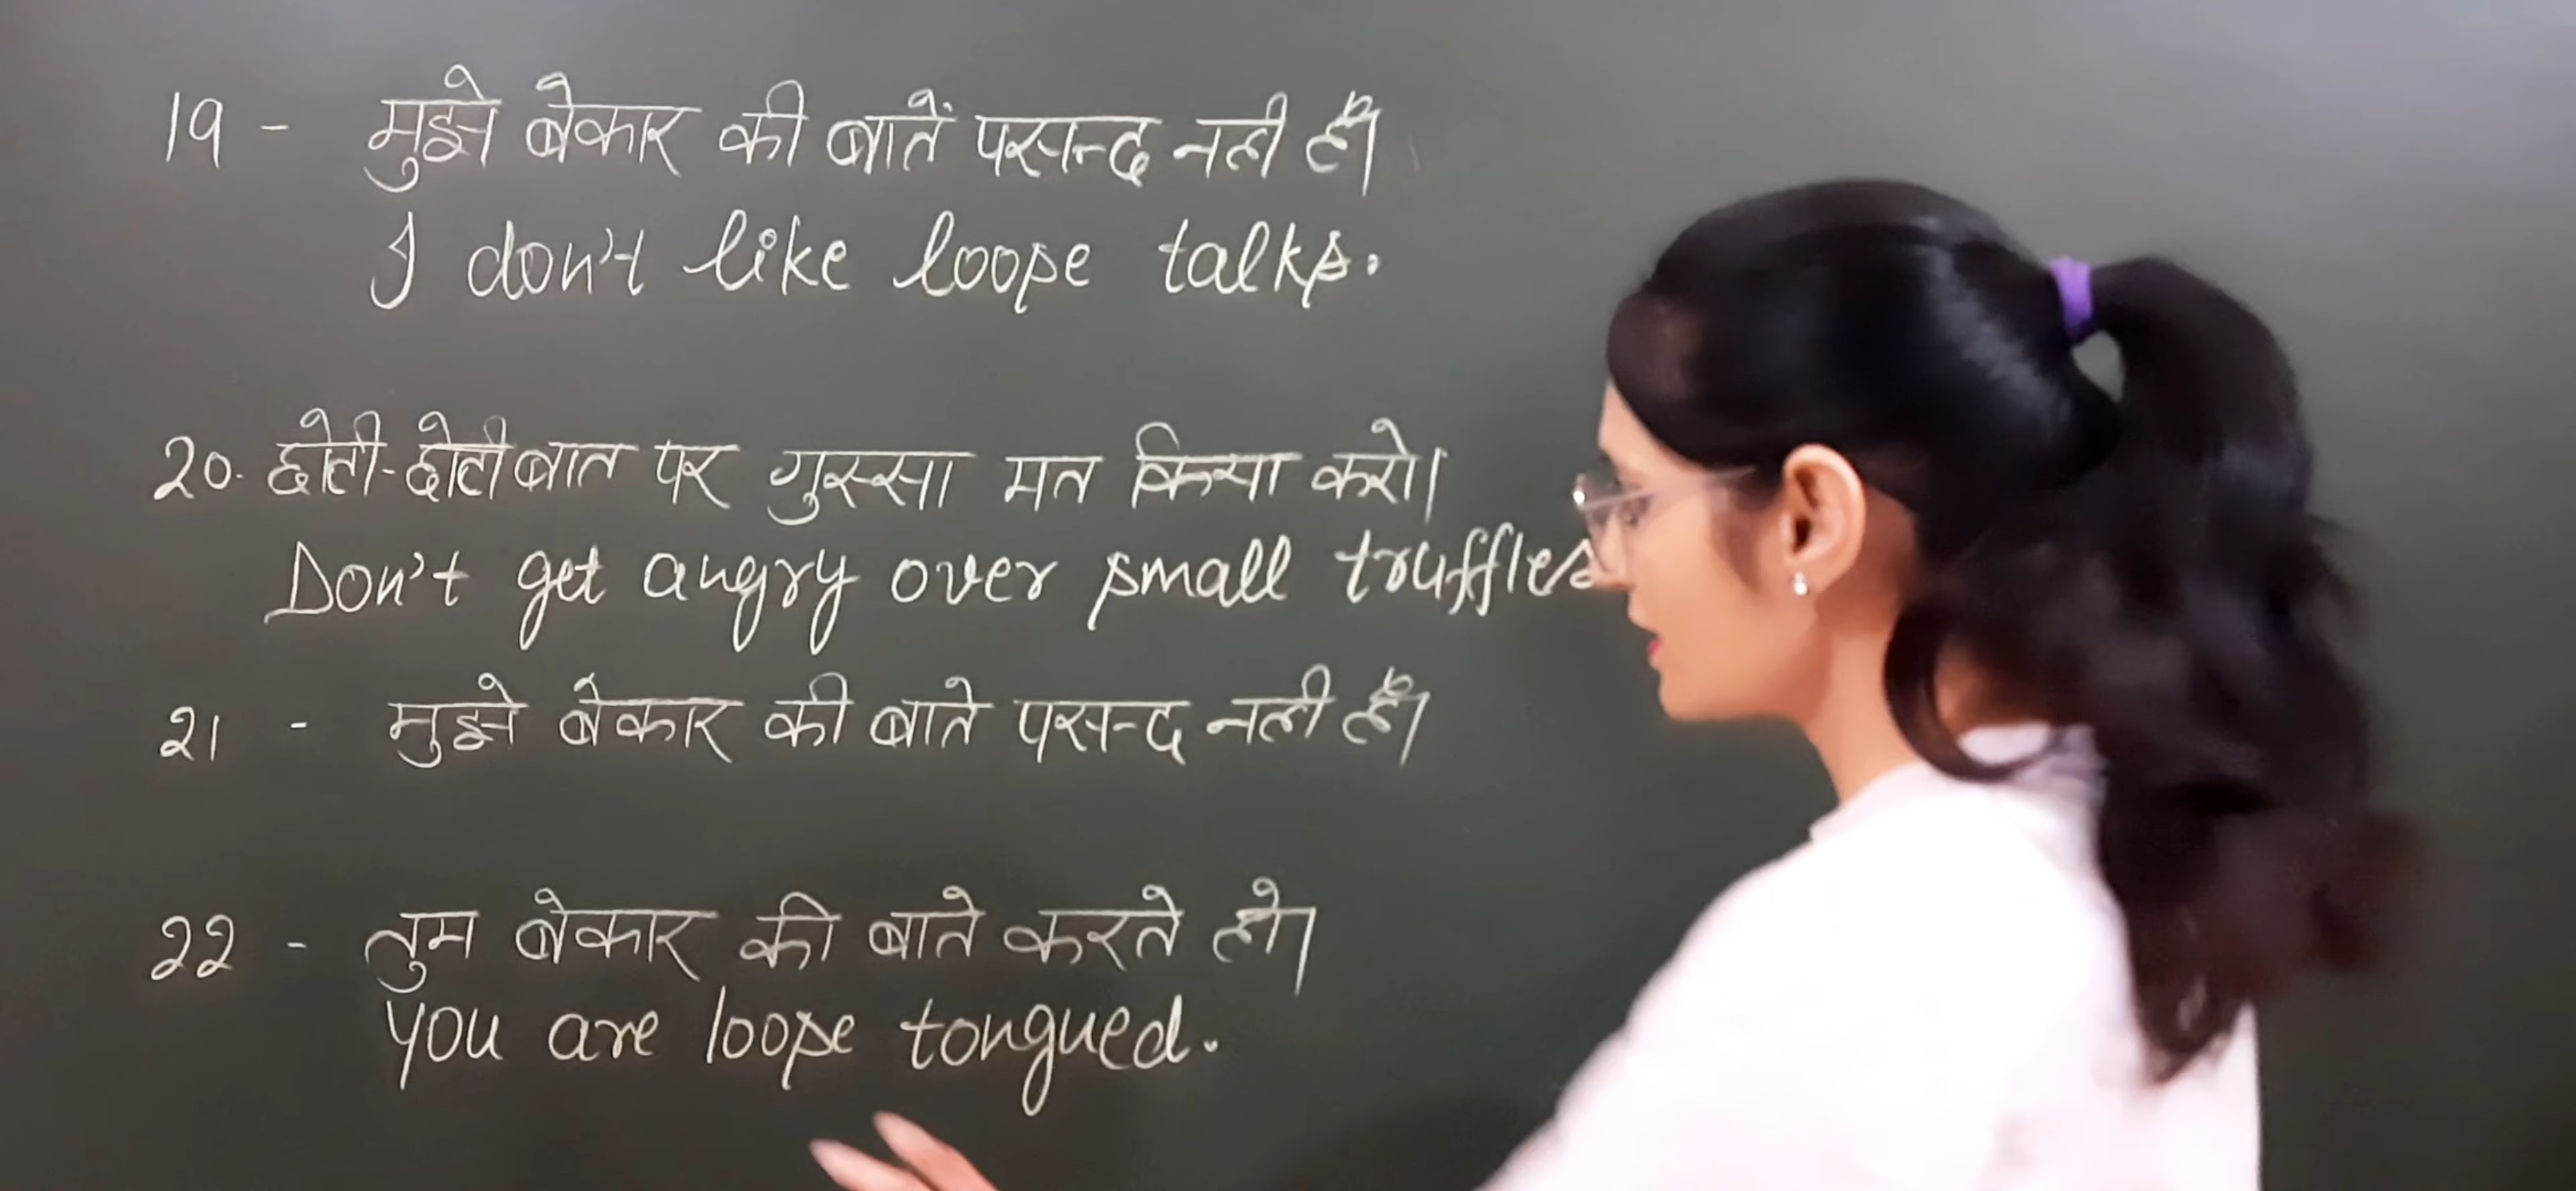 19 - मुझे बेकार की बातें पसन्द नही हैं।
I don't like loose talks.
20. छोटी-छोटी बात पर गुस्सा मत किया करो।
Don't get angry over small truffles
21 - मुझे बेकार की बाते पसन्द नही हैं।
22 - तुम बेकार की बाते करते हो।
You are loose tongued.